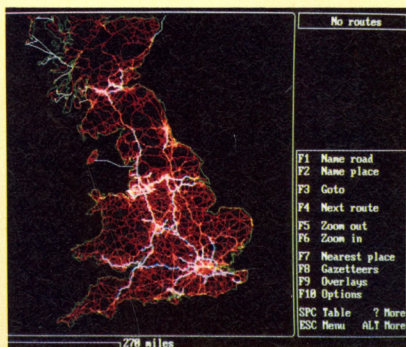 No routes
F1 Name road
F2 Name place
F3 Goto
F4 Next route
F5 Zoom out
F6 Zoom in
F7 Nearest place
F8 Gazetteers
F9 Overlays
F10 Options
SPC Table ? More
ESC Menu ALT More
270 miles